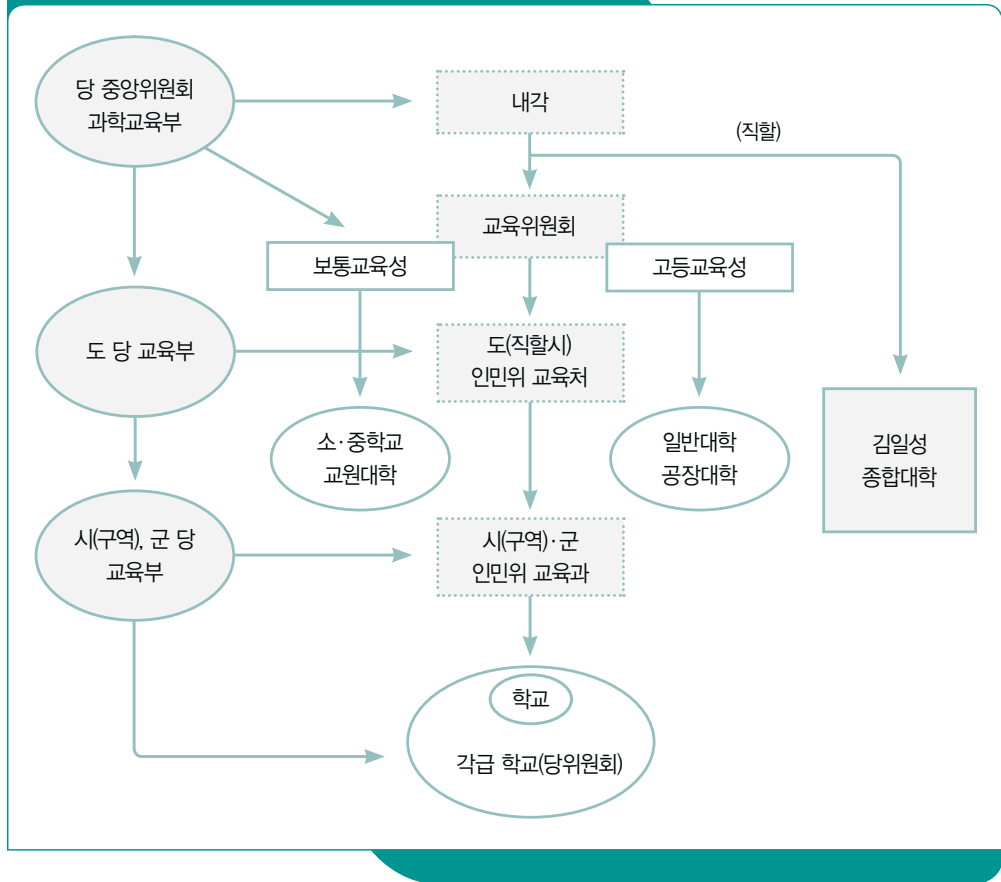 당 중앙위원회
과학교육부
내각
(직할)
교육위원회
보통교육성
고등교육성
도 당 교육부
도(직할시)
인민위 교육처
소·중학교
교원대학
일반대학
공장대학
김일성
종합대학
시(구역), 군 당
교육부
시(구역)·군
인민위 교육과
학교
각급 학교(당위원회)